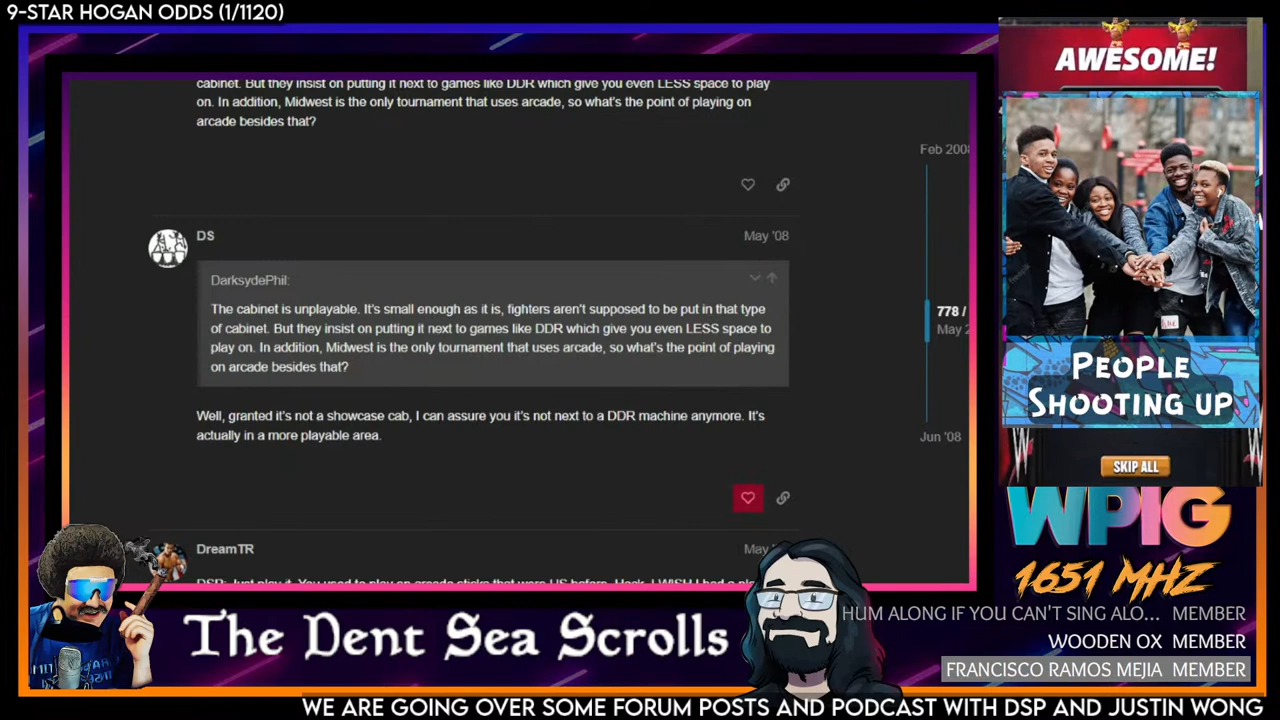 9-STAR HOGAN ODDS (1/1120)
AWESOME!
cabinet. But they insist on putting it next to games like DDR which give you even LESS space to play
on. In addition, Midwest is the only tournament that uses arcade, so what's the point of playing on
arcade besides that?
Feb 2008
DS
May '08
DarksydePhil:
The cabinet is unplayable. It's small enough as it is, fighters aren't supposed to be put in that type
of cabinet. But they insist on putting it next to games like DDR which give you even LESS space to
play on. In addition, Midwest is the only tournament that uses arcade, so what's the point of playing
on arcade besides that?
778 /
May 2
Well, granted it's not a showcase cab, I can assure you it's not next to a DDR machine anymore. It's
actually in a more playable area.
Jun '08
PEOPLE
SHOOTING UP
SKIP ALL
DreamTR
May
DSP: Just play it. You used to play on arcade sticks that were US before. Heck, I WISH I had a
WPIG
1651 MHZ
The Dent Sea Scrolls
HUM ALONG IF YOU CAN'T SING ALO... MEMBER
WOODEN OX MEMBER
FRANCISCO RAMOS MEJIA MEMBER
WE ARE GOING OVER SOME FORUM POSTS AND PODCAST WITH DSP AND JUSTIN WONG